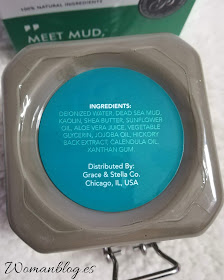 100% NATURAL INGREDIENTS
MEET MUD,
INGREDIENTS:
DEIONIZED WATER, DEAD SEA MUD,
KAOLIN, SHEA BUTTER, SUNFLOWER
OIL, ALOE VERA JUICE, VEGETABLE
GLYCERIN, JOJOBA OIL, HICKORY
BACK EXTRACT, CALENDULA OIL,
XANTHAN GUM.
Distributed By:
Grace & Stella Co.
Chicago, IL, USA
Womanblog.es